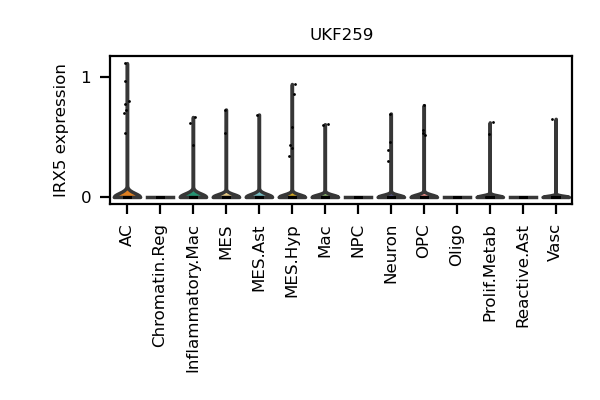 UKF259
IRX5 expression
1
0
AC
Chromatin.Reg
Inflammatory.Mac
MES
MES.Ast
MES.Hyp
Mac
NPC
Neuron
OPC
Oligo
Prolif.Metab
Reactive.Ast
Vasc